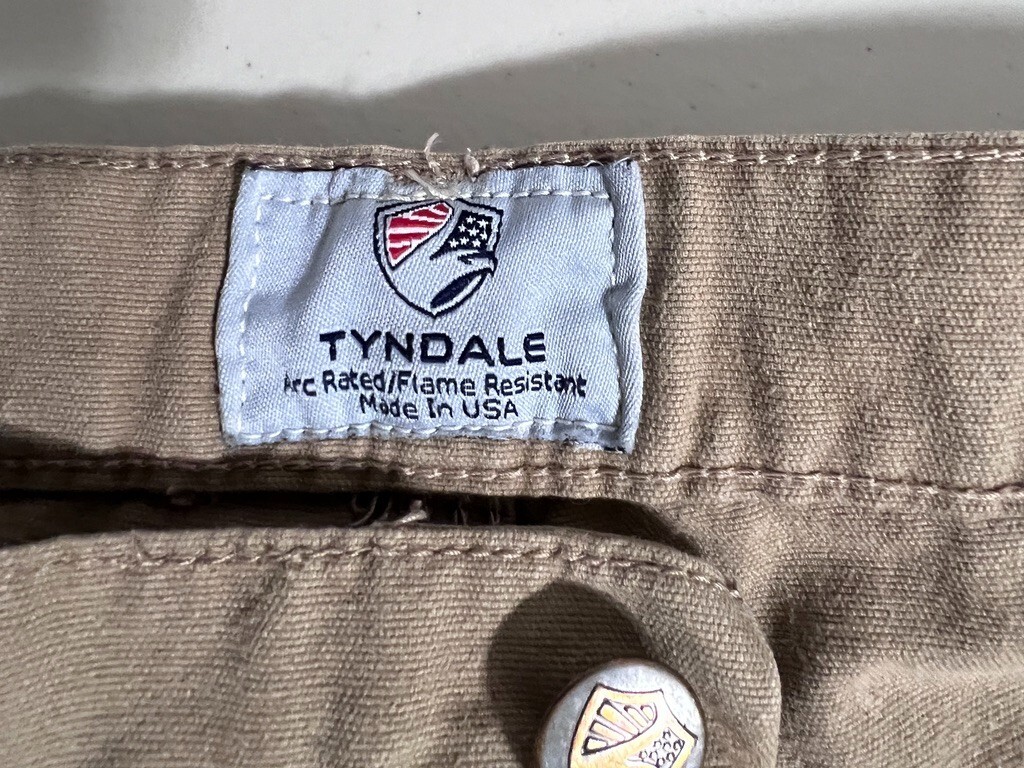 TYNDALE
Arc Rated/Flame Resistant
Made In USA